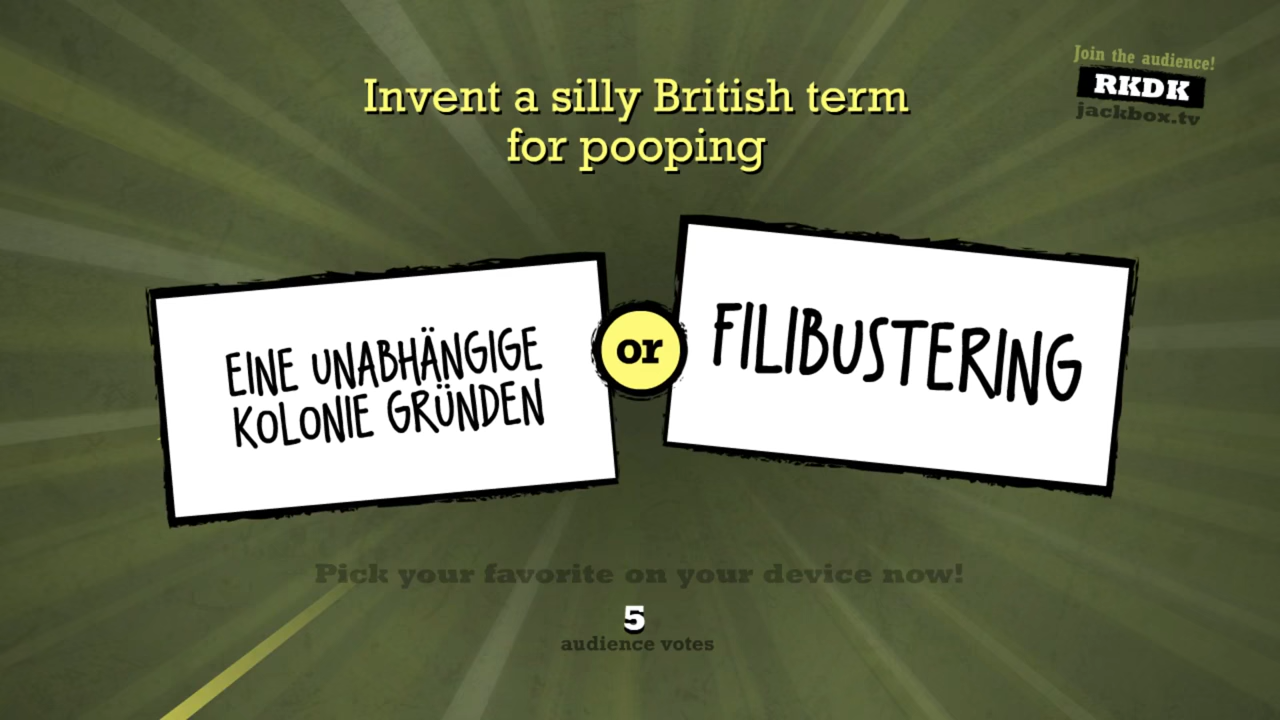 Join the audience!
RKDK
jackbox.tv
Invent a silly British term
for pooping
EINE UNABHÄNGIGE
KOLONIE GRÜNDEN
or
FILIBUSTERING
Pick your favorite on your device now!
5
audience votes